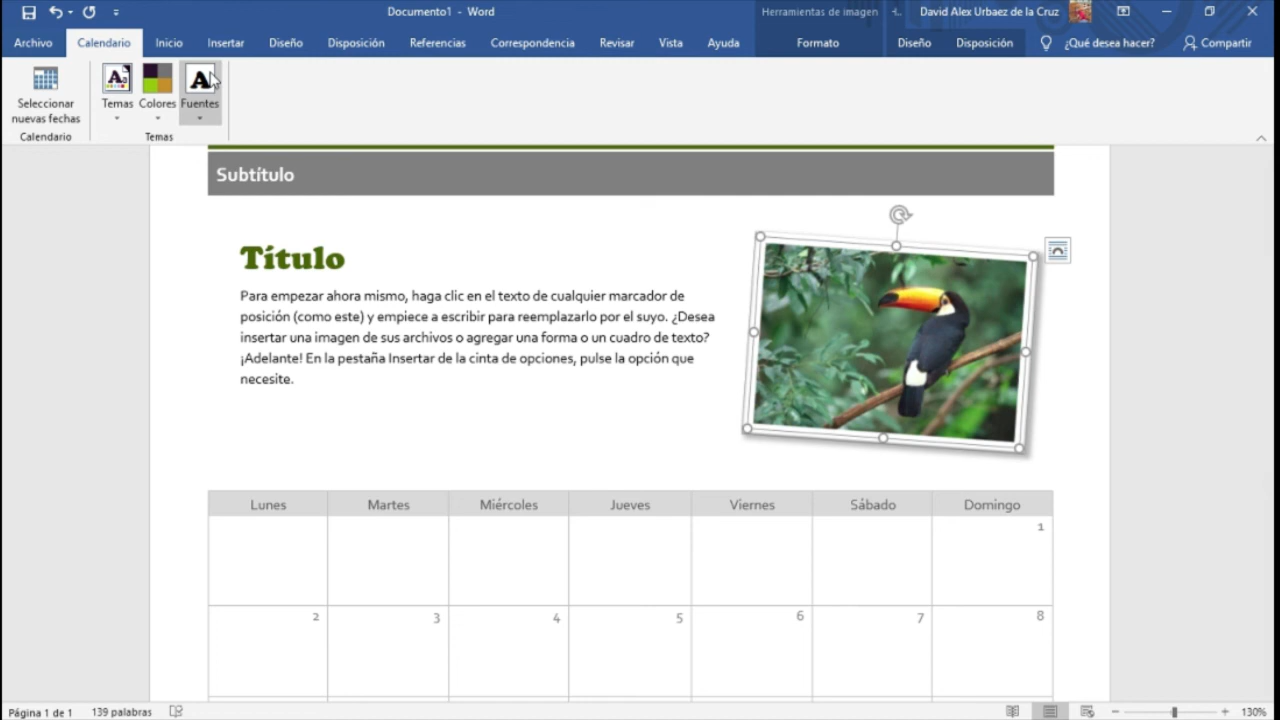 Documento1 - Word
Herramientas de imagen
David Alex Urbaez de la Cruz
Archivo Calendario Inicio Insertar Diseño Disposición Referencias Correspondencia Revisar Vista Ayuda Formato Diseño Disposición ¿Qué desea hacer? Compartir
Seleccionar nuevas fechas
Temas Colores Fuentes
Calendario Temas
Subtítulo
Título
Para empezar ahora mismo, haga clic en el texto de cualquier marcador de
posición (como este) y empiece a escribir para reemplazarlo por el suyo. ¿Desea
insertar una imagen de sus archivos o agregar una forma o un cuadro de texto?
¡Adelante! En la pestaña Insertar de la cinta de opciones, pulse la opción que
necesite.
Lunes Martes Miércoles Jueves Viernes Sábado Domingo
1
2 3 4 5 6 7 8
Página 1 de 1 139 palabras 130%